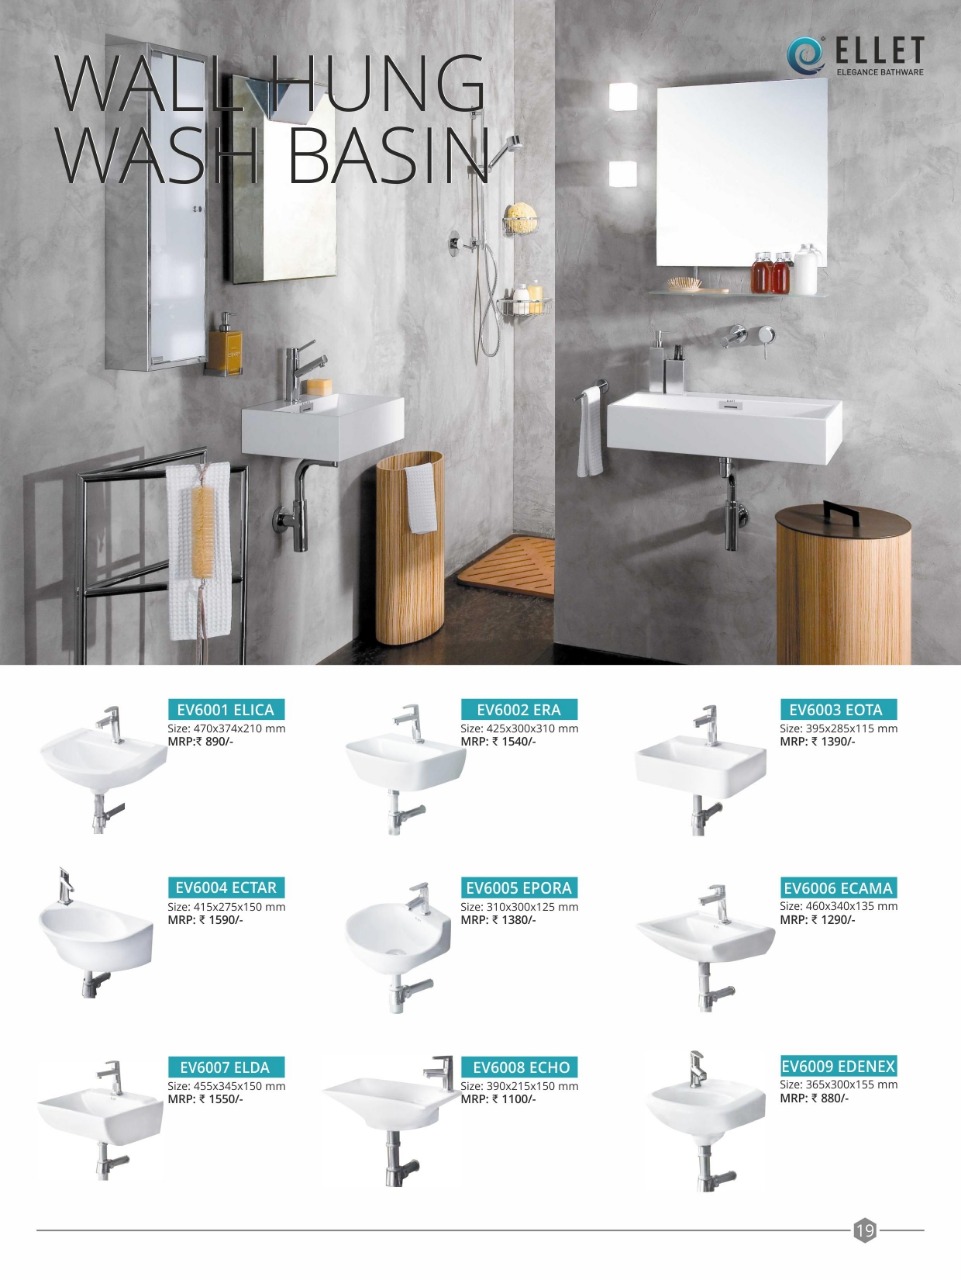 WALL HUNG
WASH BASIN
ELLET
ELEGANCE BATHWARE
EV6001 ELICA
Size: 470x374x210 mm
MRP:₹ 890/-
EV6002 ERA
Size: 425x300x310 mm
MRP: ₹ 1540/-
EV6003 EOTA
Size: 395x285x115 mm
MRP: ₹ 1390/-
EV6004 ECTAR
Size: 415x275x150 mm
MRP: ₹ 1590/-
EV6005 EPORA
Size: 310x300x125 mm
MRP: ₹ 1380/-
EV6006 ECAMA
Size: 460x340x135 mm
MRP: ₹ 1290/-
EV6007 ELDA
Size: 455x345x150 mm
MRP: ₹ 1550/-
EV6008 ECHO
Size: 390x215x150 mm
MRP: ₹ 1100/-
EV6009 EDENEX
Size: 365x300x155 mm
MRP: ₹ 880/-
19